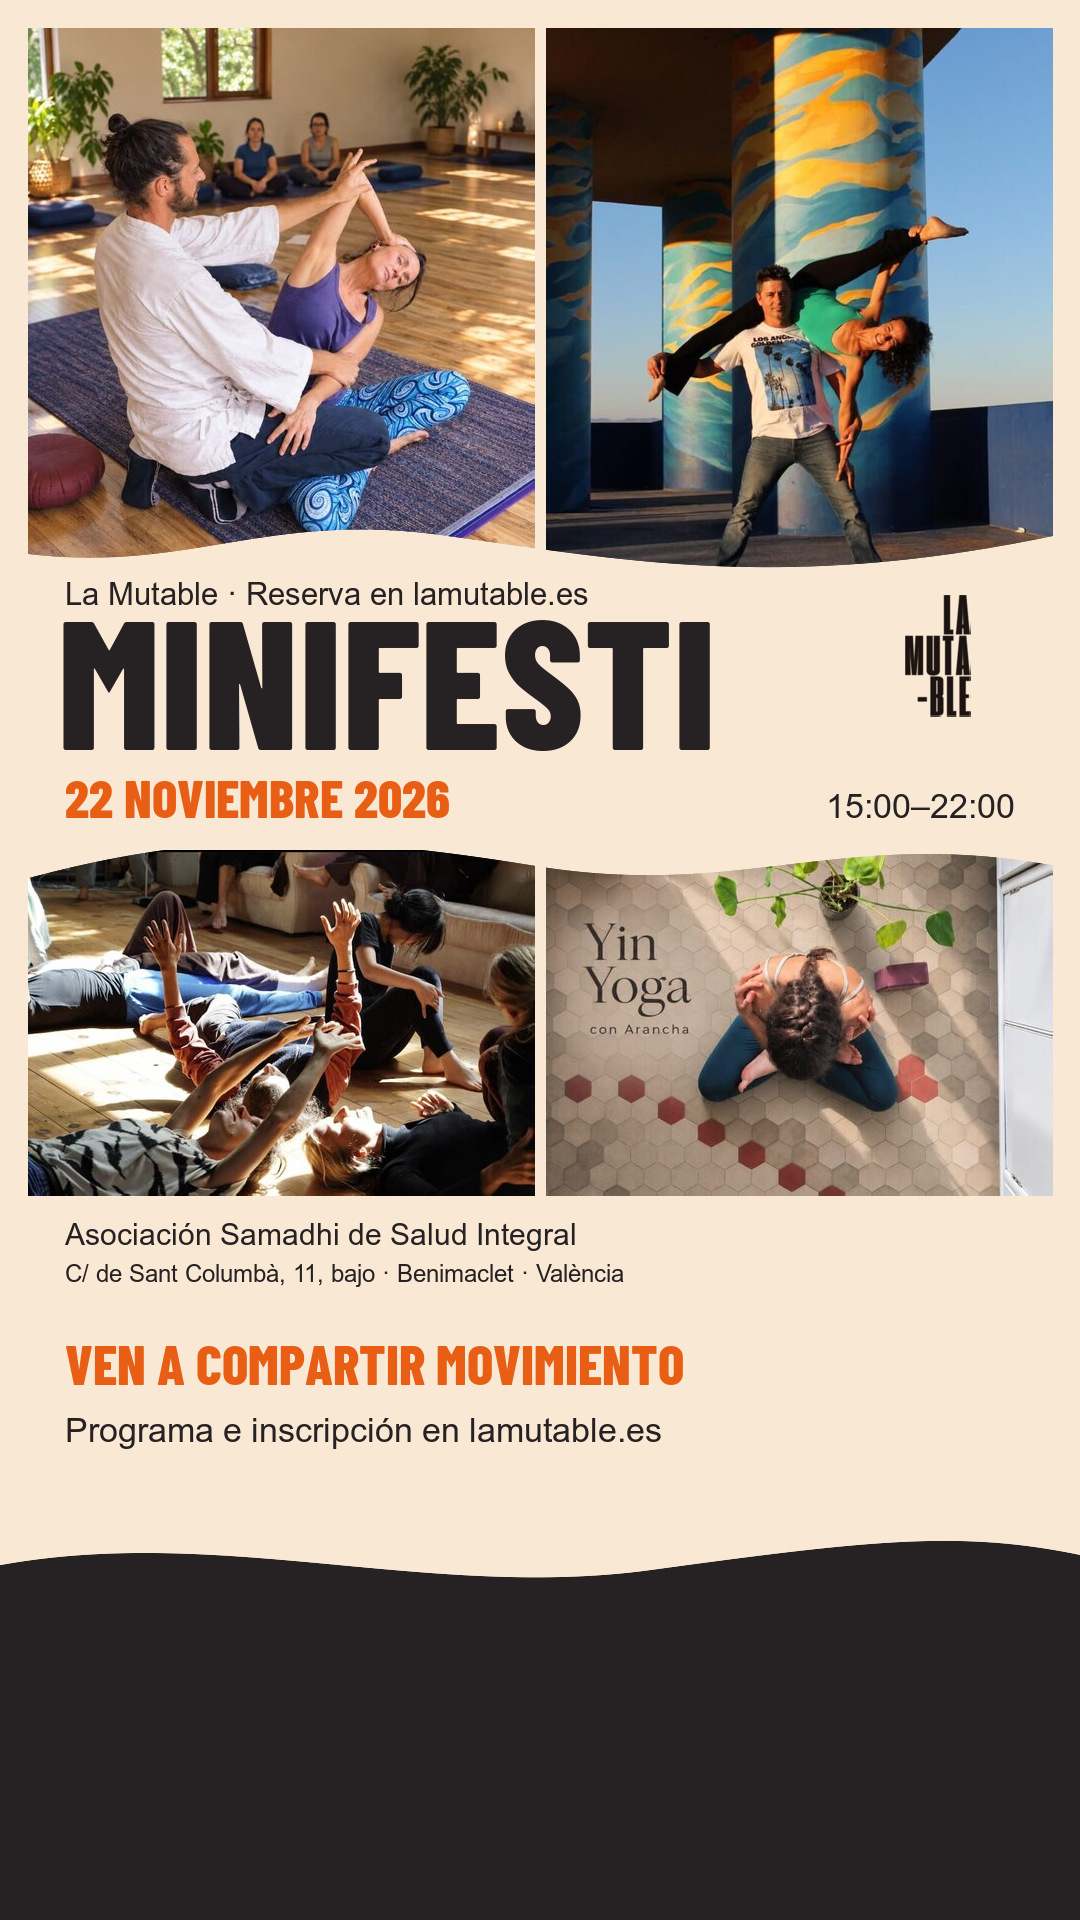 La Mutable · Reserva en lamutable.es
MINIFESTI
LA
MUTA
-BLE
22 NOVIEMBRE 2026
15:00–22:00
Yin
Yoga
con Arancha
Asociación Samadhi de Salud Integral
C/ de Sant Columbà, 11, bajo · Benimaclet · València
VEN A COMPARTIR MOVIMIENTO
Programa e inscripción en lamutable.es